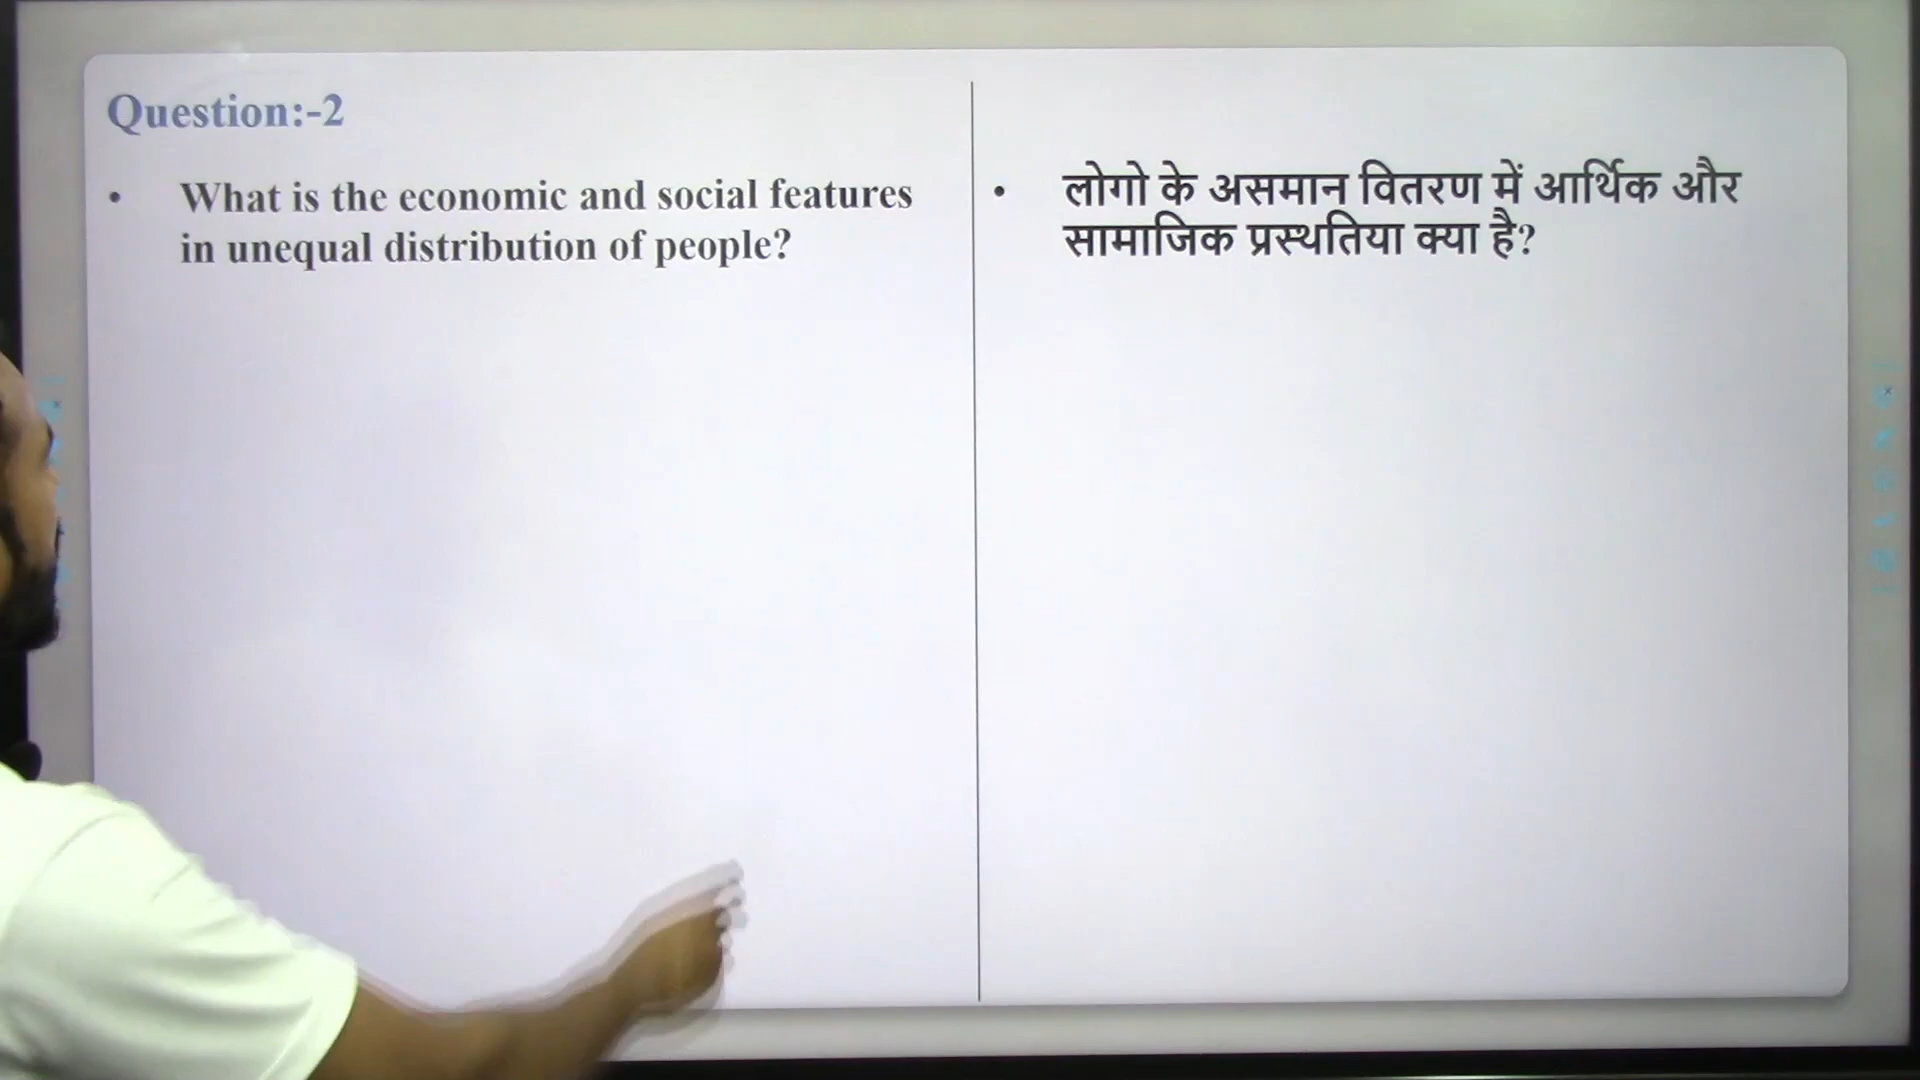 Question:-2
• What is the economic and social features
in unequal distribution of people?
• लोगो के असमान वितरण में आर्थिक और
सामाजिक प्रस्थतिया क्या है?